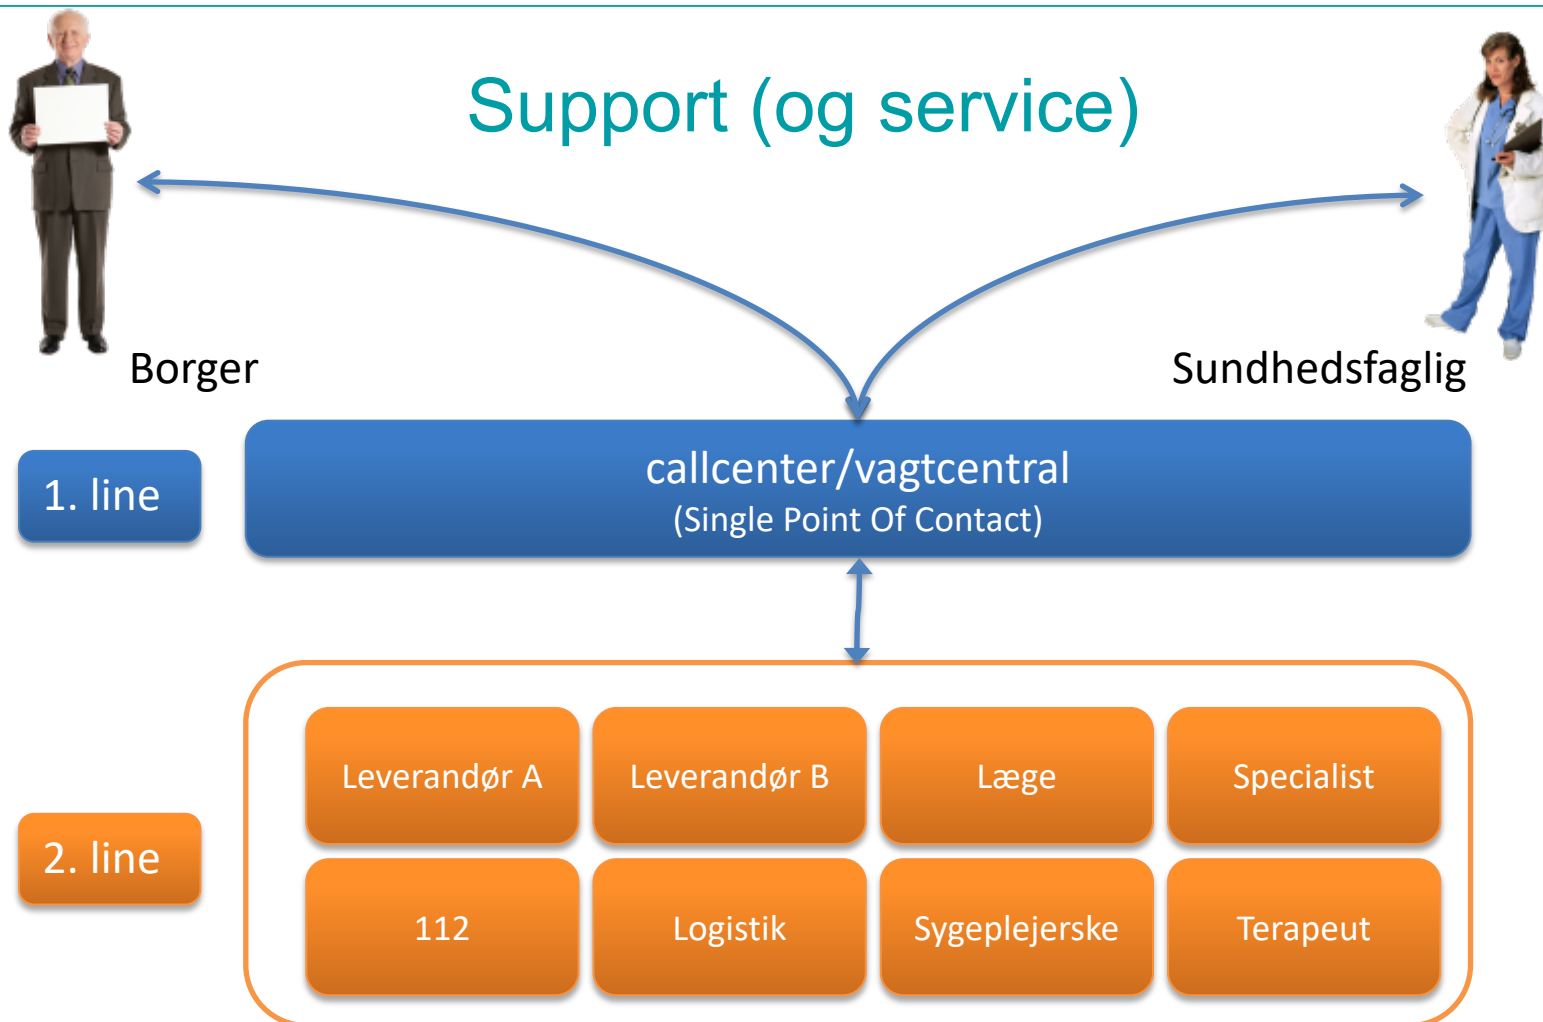 Support (og service)
Borger
Sundhedsfaglig
1. line
callcenter/vagtcentral
(Single Point Of Contact)
2. line
Leverandør A
Leverandør B
Læge
Specialist
112
Logistik
Sygeplejerske
Terapeut